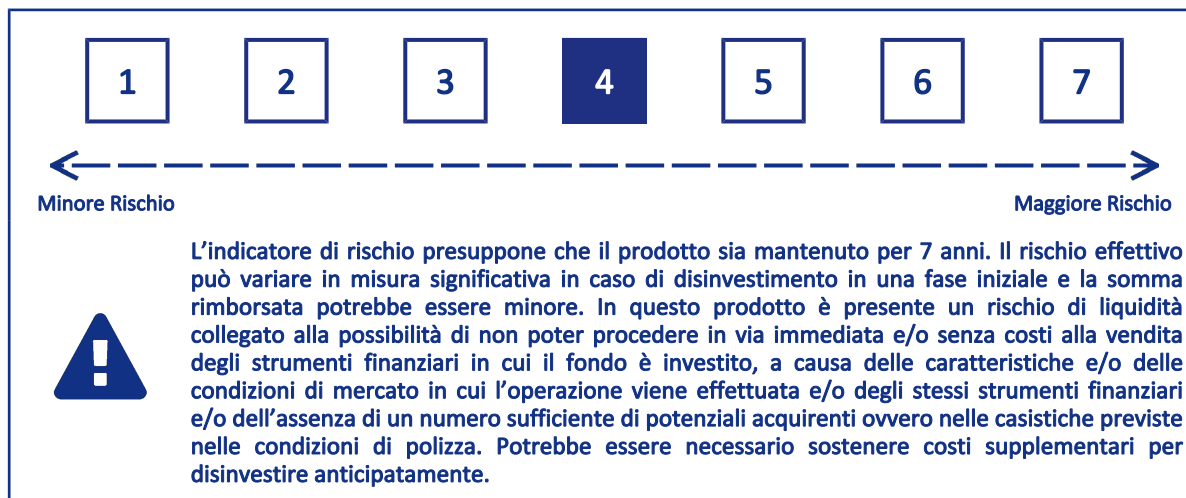 1 2 3 4 5 6 7
Minore Rischio Maggiore Rischio
L’indicatore di rischio presuppone che il prodotto sia mantenuto per 7 anni. Il rischio effettivo
può variare in misura significativa in caso di disinvestimento in una fase iniziale e la somma
rimborsata potrebbe essere minore. In questo prodotto è presente un rischio di liquidità
collegato alla possibilità di non poter procedere in via immediata e/o senza costi alla vendita
degli strumenti finanziari in cui il fondo è investito, a causa delle caratteristiche e/o delle
condizioni di mercato in cui l’operazione viene effettuata e/o degli stessi strumenti finanziari
e/o dell’assenza di un numero sufficiente di potenziali acquirenti ovvero nelle casistiche previste
nelle condizioni di polizza. Potrebbe essere necessario sostenere costi supplementari per
disinvestire anticipatamente.